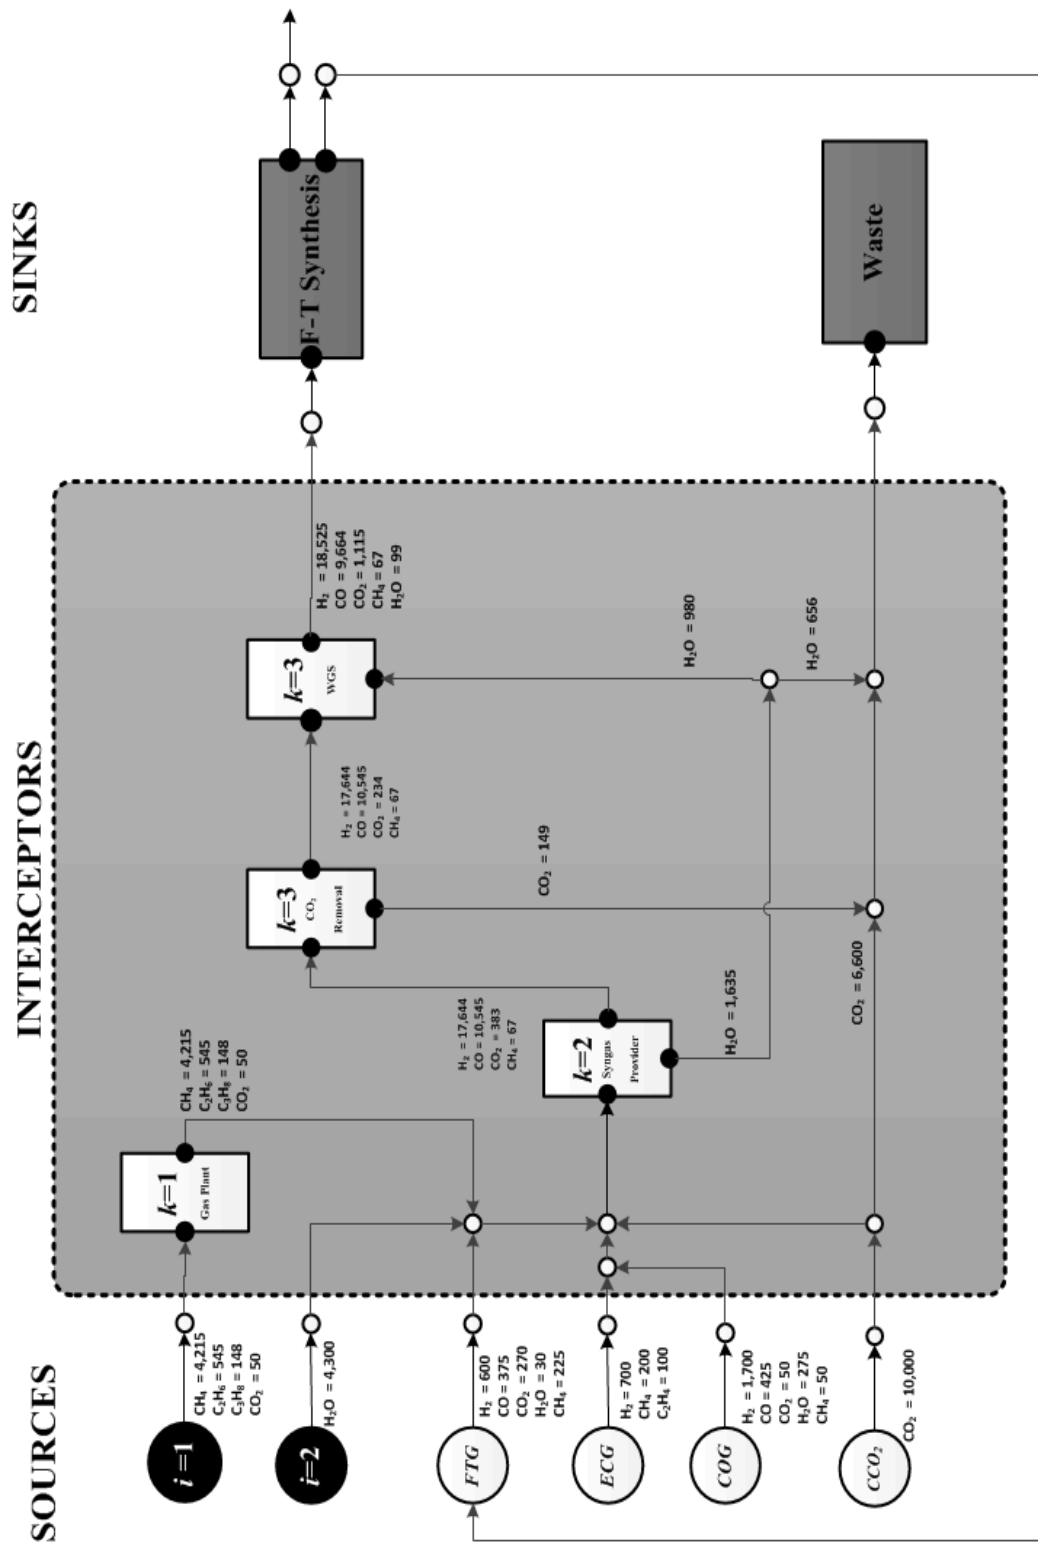 SOURCES
INTERCEPTORS
SINKS
i=1
CH₄ = 4,215
C₂H₆ = 545
C₃H₈ = 148
CO₂ = 50
k=1
Gas Plant
CH₄ = 4,215
C₂H₆ = 545
C₃H₈ = 148
CO₂ = 50
i=2
H₂O = 4,300
FTG
H₂ = 600
CO = 375
CO₂ = 270
H₂O = 30
CH₄ = 225
ECG
H₂ = 700
CH₄ = 200
C₂H₄ = 100
COG
H₂ = 1,700
CO = 425
CO₂ = 50
H₂O = 275
CH₄ = 50
CCO₂
CO₂ = 10,000
k=2
Syngas
Provider
H₂ = 17,644
CO = 10,545
CO₂ = 383
CH₄ = 67
H₂O = 1,635
CO₂ = 6,600
k=3
CO₂
Removal
CO₂ = 149
H₂ = 17,644
CO = 10,545
CO₂ = 234
CH₄ = 67
k=3
WGS
H₂O = 980
H₂O = 656
H₂ = 18,525
CO = 9,664
CO₂ = 1,115
CH₄ = 67
H₂O = 99
F-T Synthesis
Waste